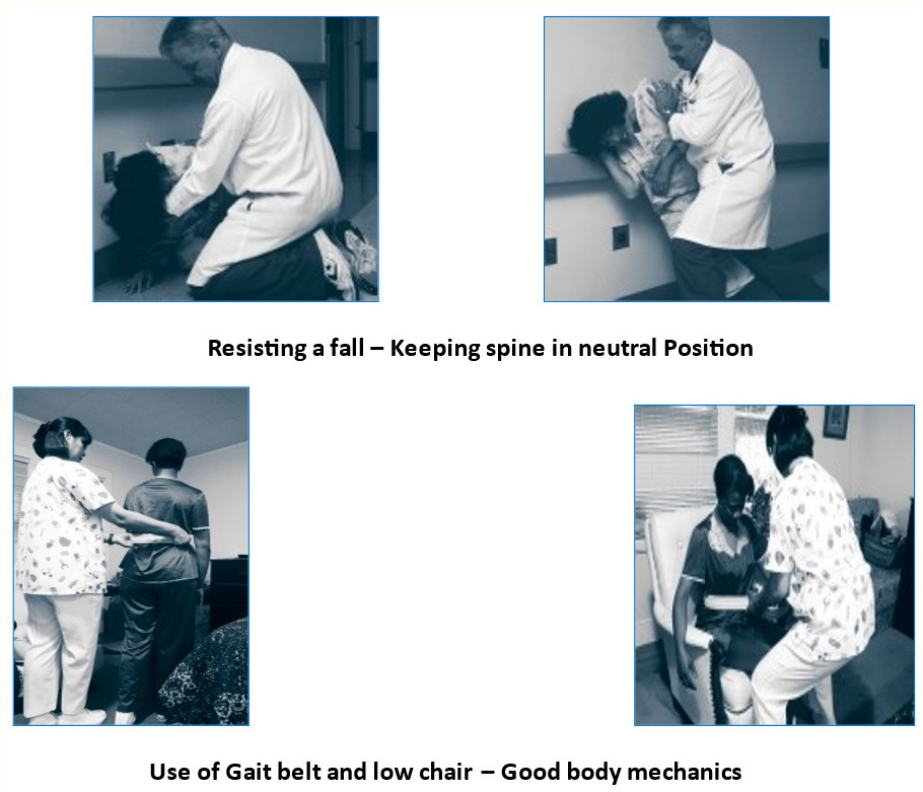 Resisting a fall – Keeping spine in neutral Position
Use of Gait belt and low chair – Good body mechanics